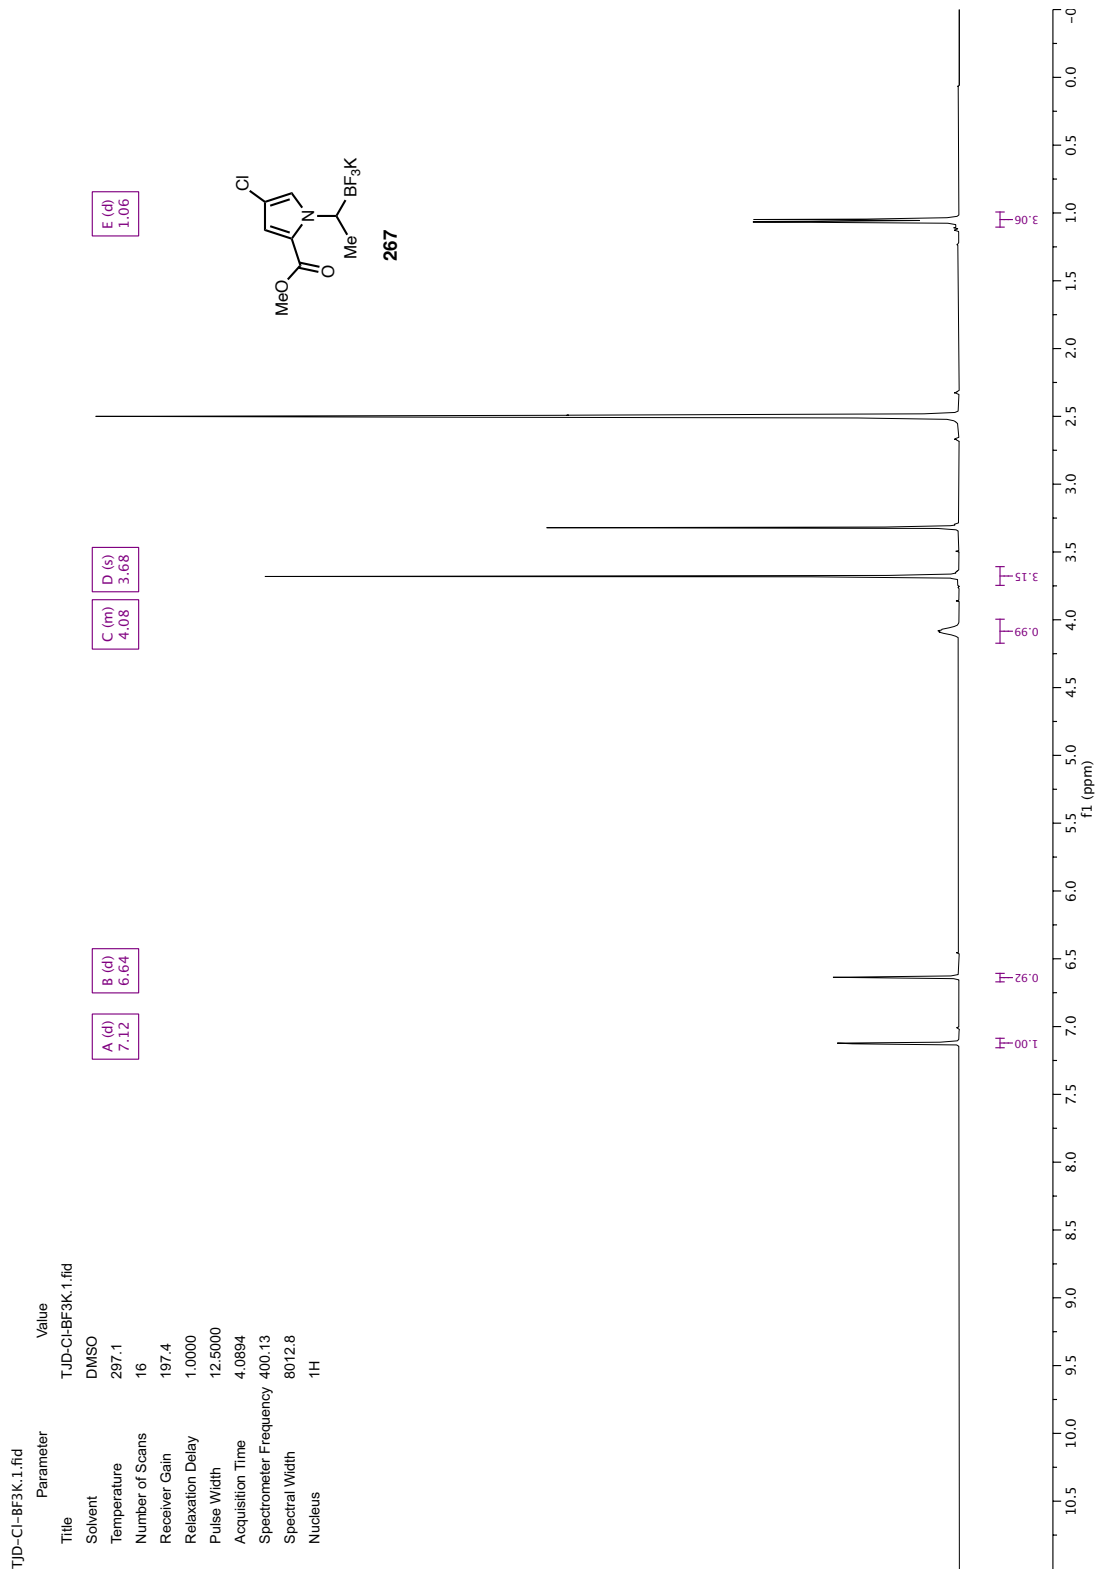 TJD-Cl-BF3K.1.fid
Parameter Value
Title TJD-Cl-BF3K.1.fid
Solvent DMSO
Temperature 297.1
Number of Scans 16
Receiver Gain 197.4
Relaxation Delay 1.0000
Pulse Width 12.5000
Acquisition Time 4.0894
Spectrometer Frequency 400.13
Spectral Width 8012.8
Nucleus 1H
A (d)
7.12
B (d)
6.64
C (m)
4.08
D (s)
3.68
E (d)
1.06
MeO
O
N
Cl
Me
BF₃K
267
1.00
0.92
0.99
3.15
3.06
10.5 10.0 9.5 9.0 8.5 8.0 7.5 7.0 6.5 6.0 5.5 5.0 4.5 4.0 3.5 3.0 2.5 2.0 1.5 1.0 0.5 0.0 -0
f1 (ppm)